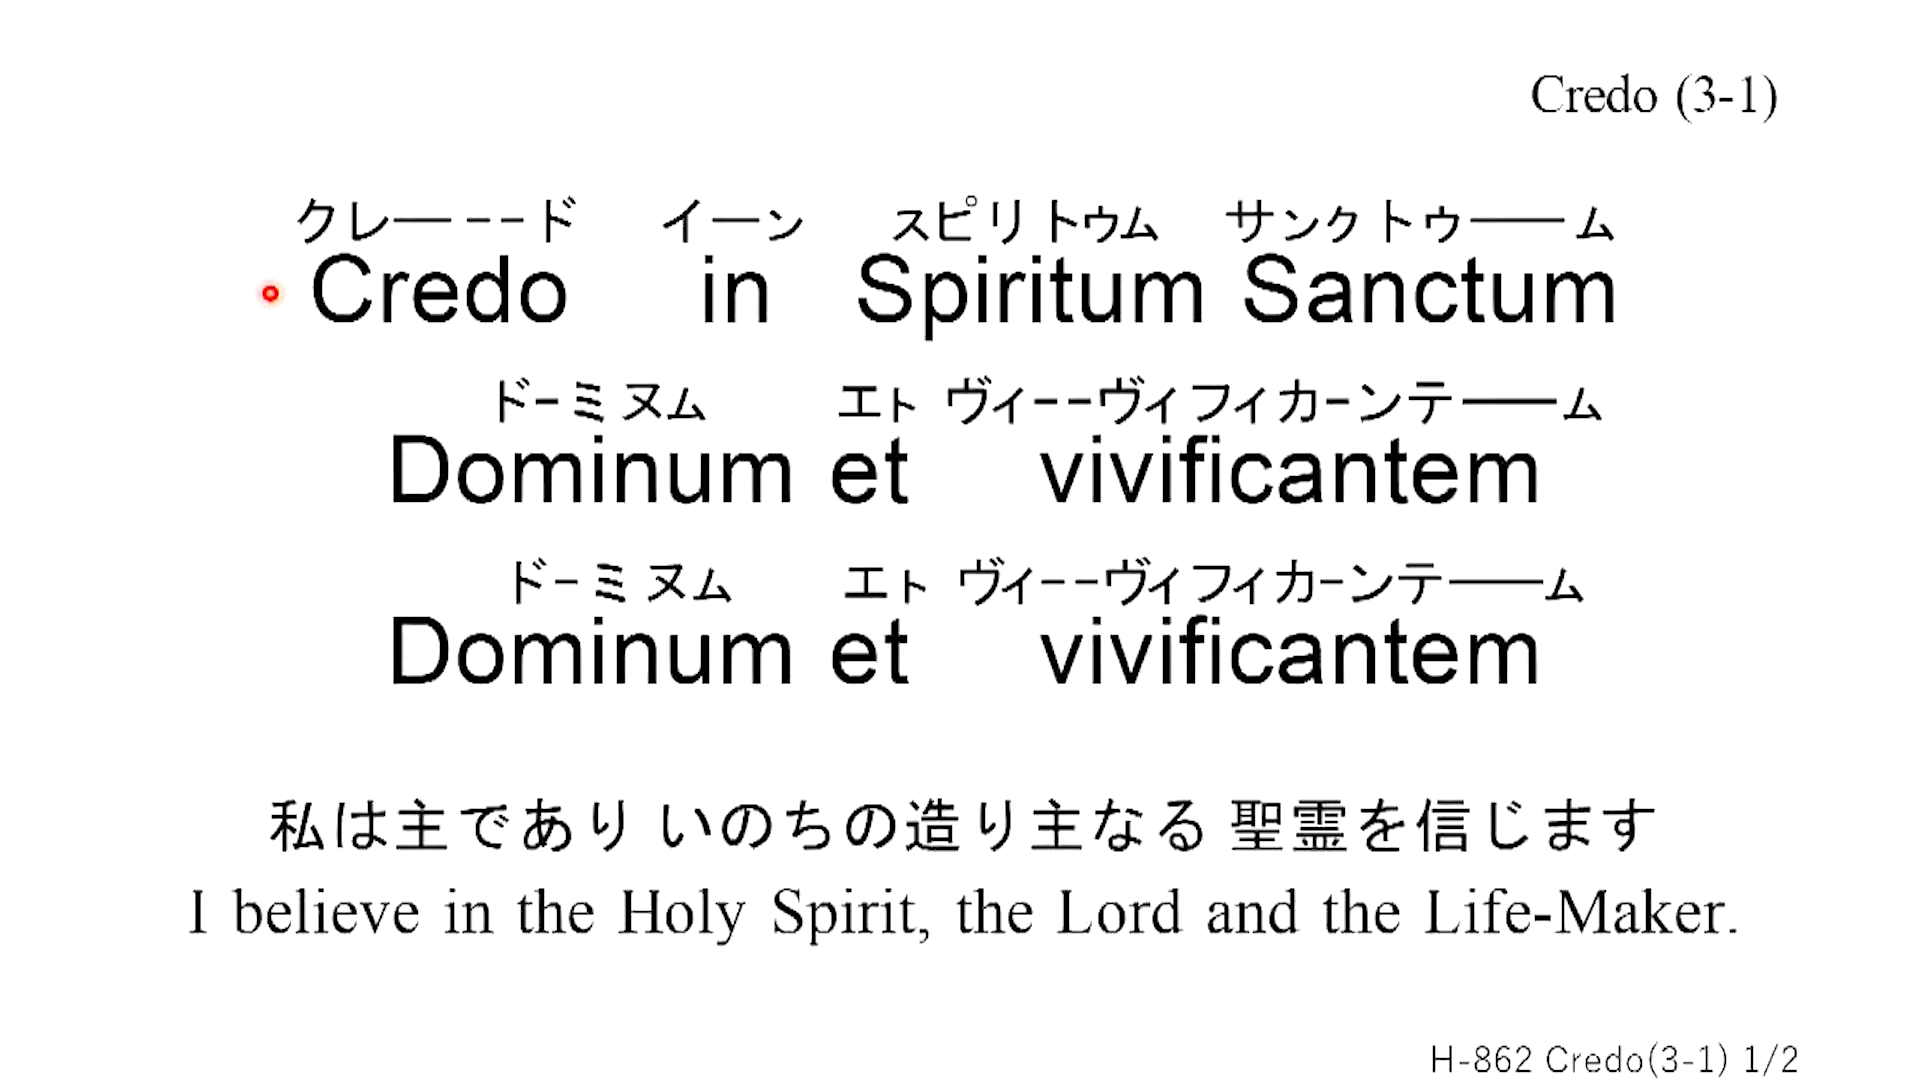 Credo (3-1)
クレ―--ド イ―ン スピリトゥム サンクトゥ―ム
Credo in Spiritum Sanctum
ド-ミヌム エト ヴィ--ヴィフィカ-ンテ―ム
Dominum et vivificantem
ド-ミヌム エト ヴィ--ヴィフィカ-ンテ―ム
Dominum et vivificantem
私は主であり いのちの造り主なる 聖霊を信じます
I believe in the Holy Spirit, the Lord and the Life-Maker.
H-862 Credo(3-1) 1/2